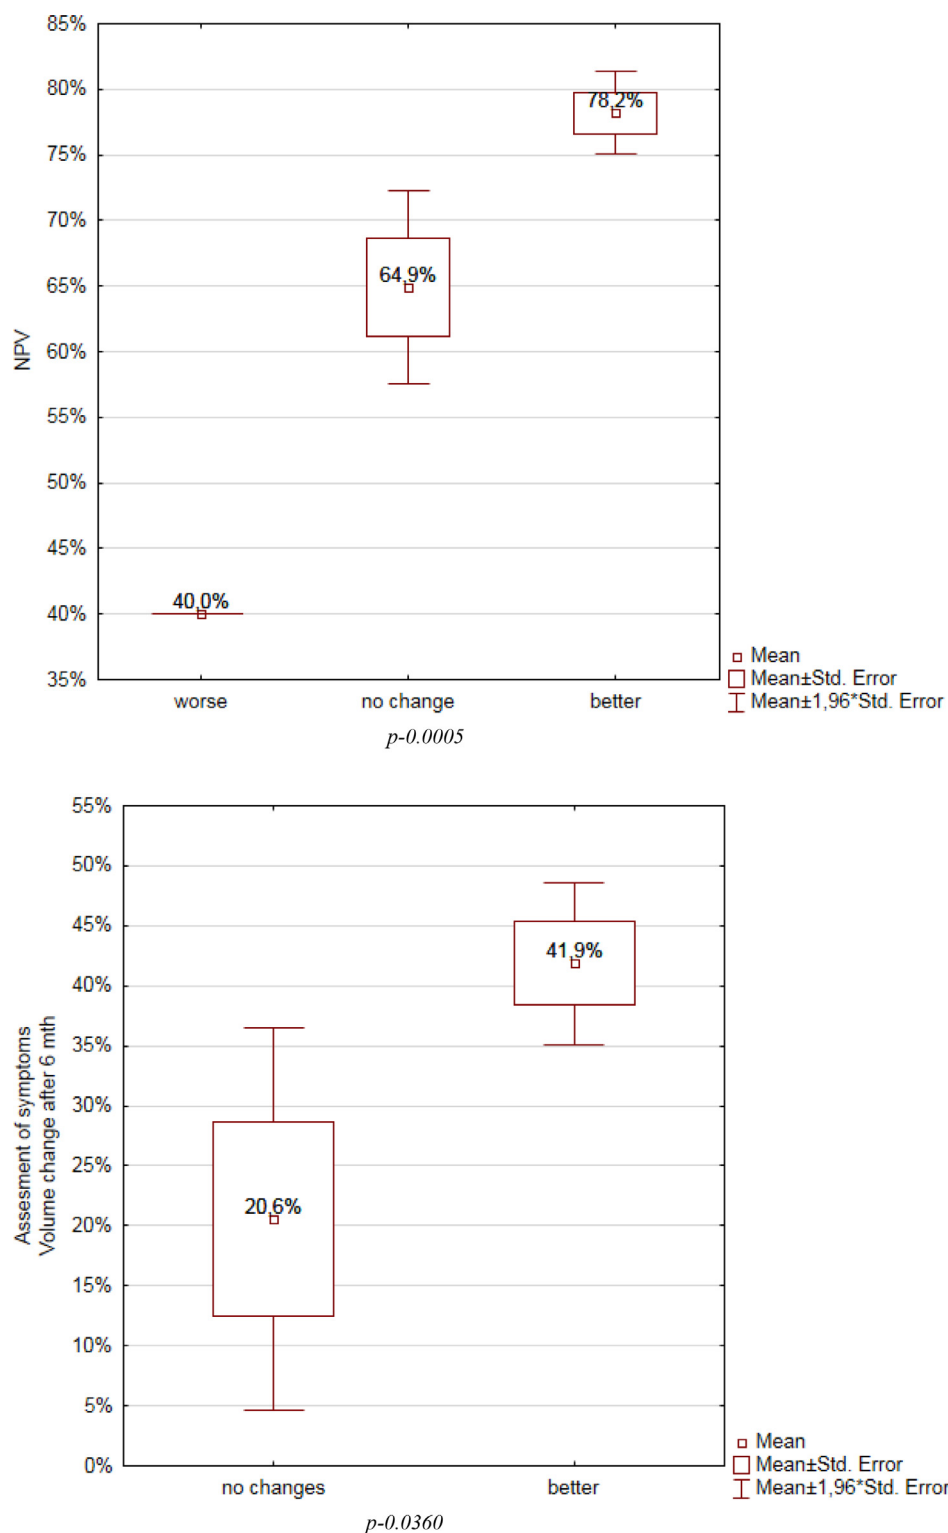 85%
80%
75%
70%
65%
60%
55%
50%
45%
40%
35%
NPV
78,2%
64,9%
40,0%
worse no change better
Mean
Mean±Std. Error
Mean±1,96*Std. Error
p-0.0005
55%
50%
45%
40%
35%
30%
25%
20%
15%
10%
5%
0%
Assesment of symptoms
Volume change after 6 mth
41,9%
20,6%
no changes better
Mean
Mean±Std. Error
Mean±1,96*Std. Error
p-0.0360